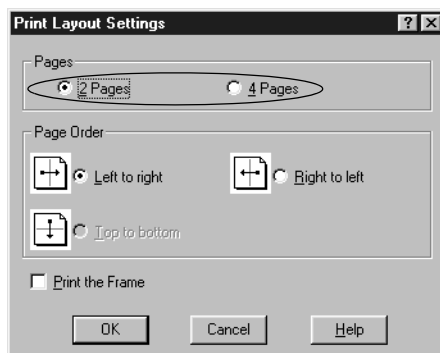 Print Layout Settings
Pages
2 Pages 4 Pages
Page Order
Left to right Right to left
Top to bottom
Print the Frame
OK Cancel Help